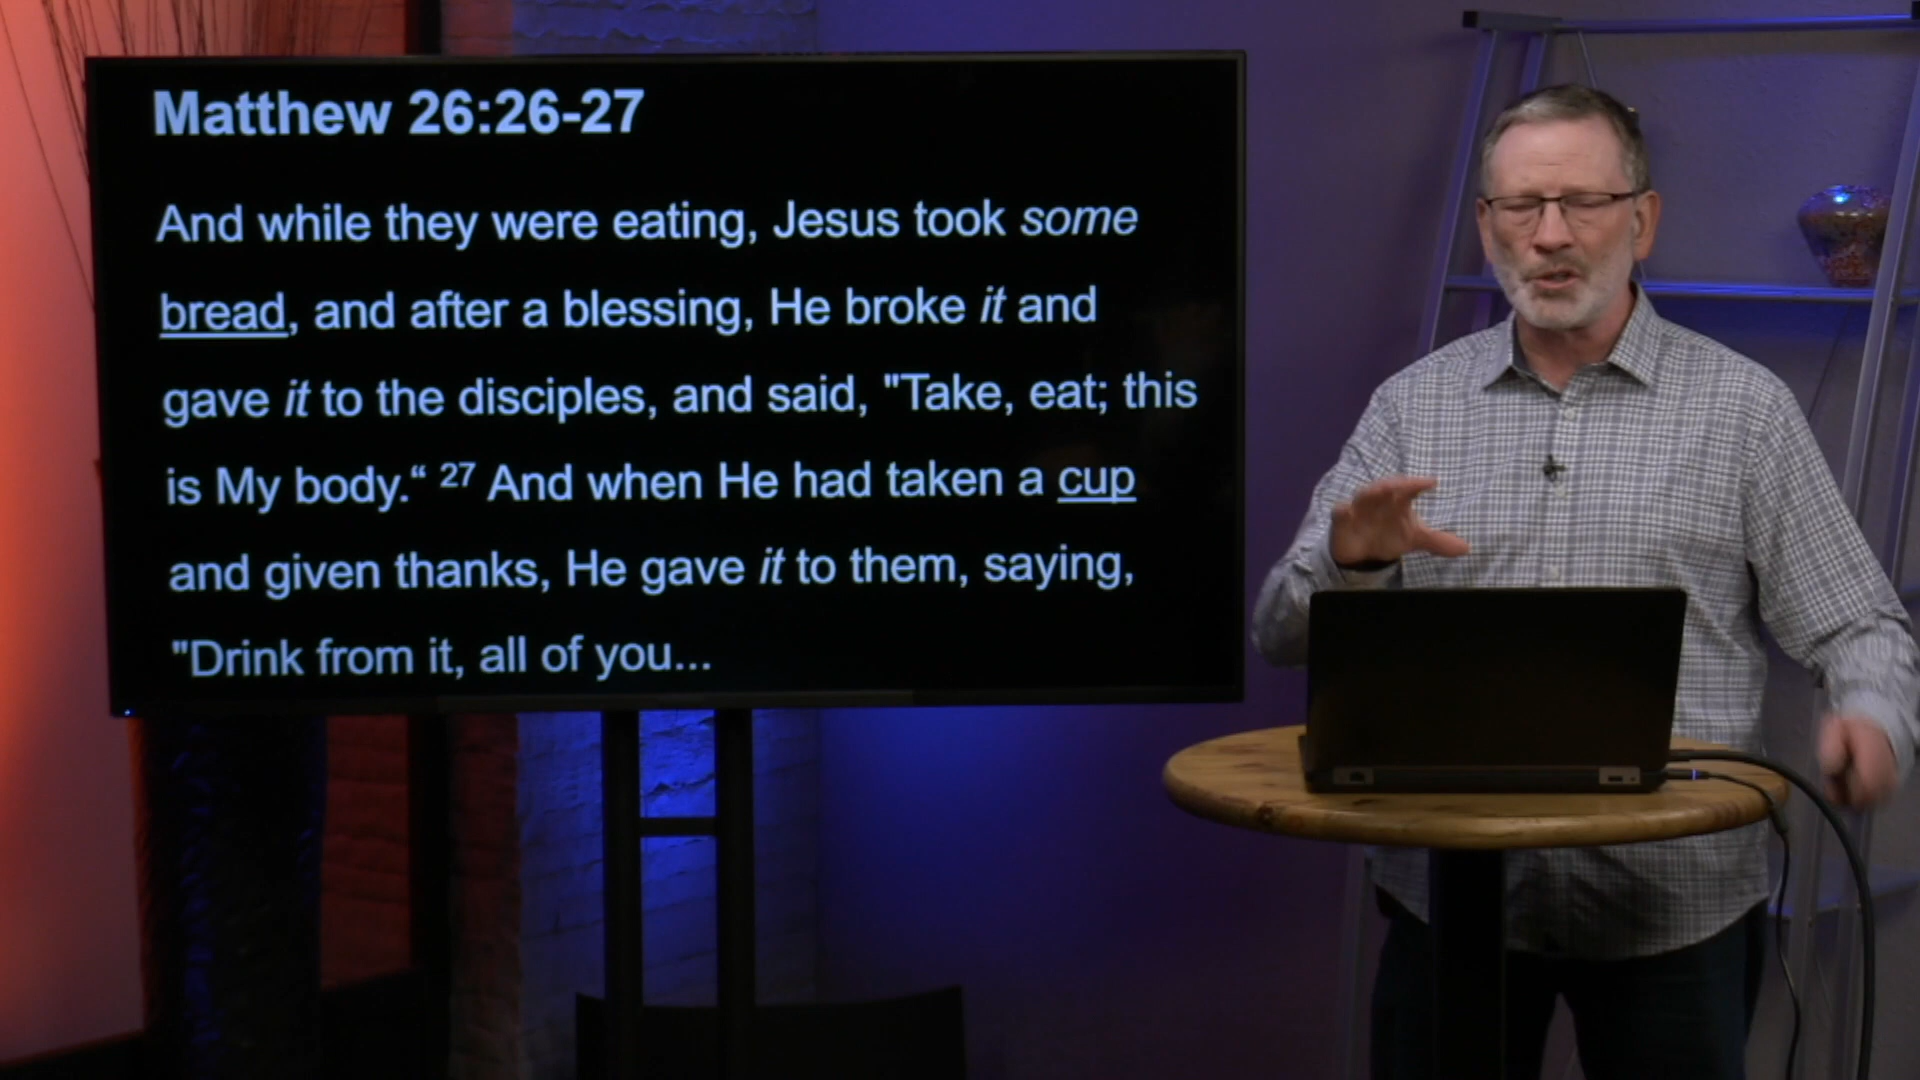 Matthew 26:26-27
And while they were eating, Jesus took some
bread, and after a blessing, He broke it and
gave it to the disciples, and said, "Take, eat; this
is My body.“ 27 And when He had taken a cup
and given thanks, He gave it to them, saying,
"Drink from it, all of you...